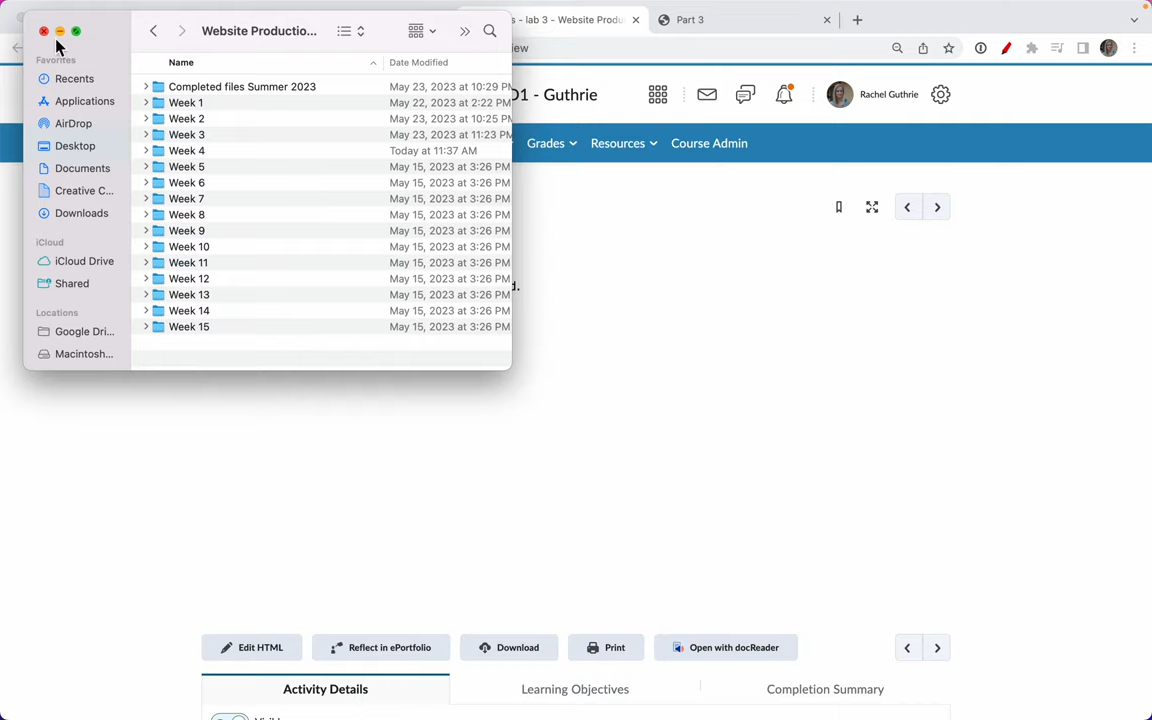 s - lab 3 - Website Produ
Part 3
view
Website Productio...
Name
Date Modified
Favorites
Recents
Applications
AirDrop
Desktop
Documents
Creative C...
Downloads
iCloud
iCloud Drive
Shared
Locations
Google Dri...
Macintosh...
Completed files Summer 2023 May 23, 2023 at 10:29 PM
Week 1 May 22, 2023 at 2:22 PM
Week 2 May 23, 2023 at 10:25 PM
Week 3 May 23, 2023 at 11:23 PM
Week 4 Today at 11:37 AM
Week 5 May 15, 2023 at 3:26 PM
Week 6 May 15, 2023 at 3:26 PM
Week 7 May 15, 2023 at 3:26 PM
Week 8 May 15, 2023 at 3:26 PM
Week 9 May 15, 2023 at 3:26 PM
Week 10 May 15, 2023 at 3:26 PM
Week 11 May 15, 2023 at 3:26 PM
Week 12 May 15, 2023 at 3:26 PM
Week 13 May 15, 2023 at 3:26 PM
Week 14 May 15, 2023 at 3:26 PM
Week 15 May 15, 2023 at 3:26 PM
D1 - Guthrie
Rachel Guthrie
Grades Resources Course Admin
d.
Edit HTML Reflect in ePortfolio Download Print Open with docReader
Activity Details Learning Objectives Completion Summary